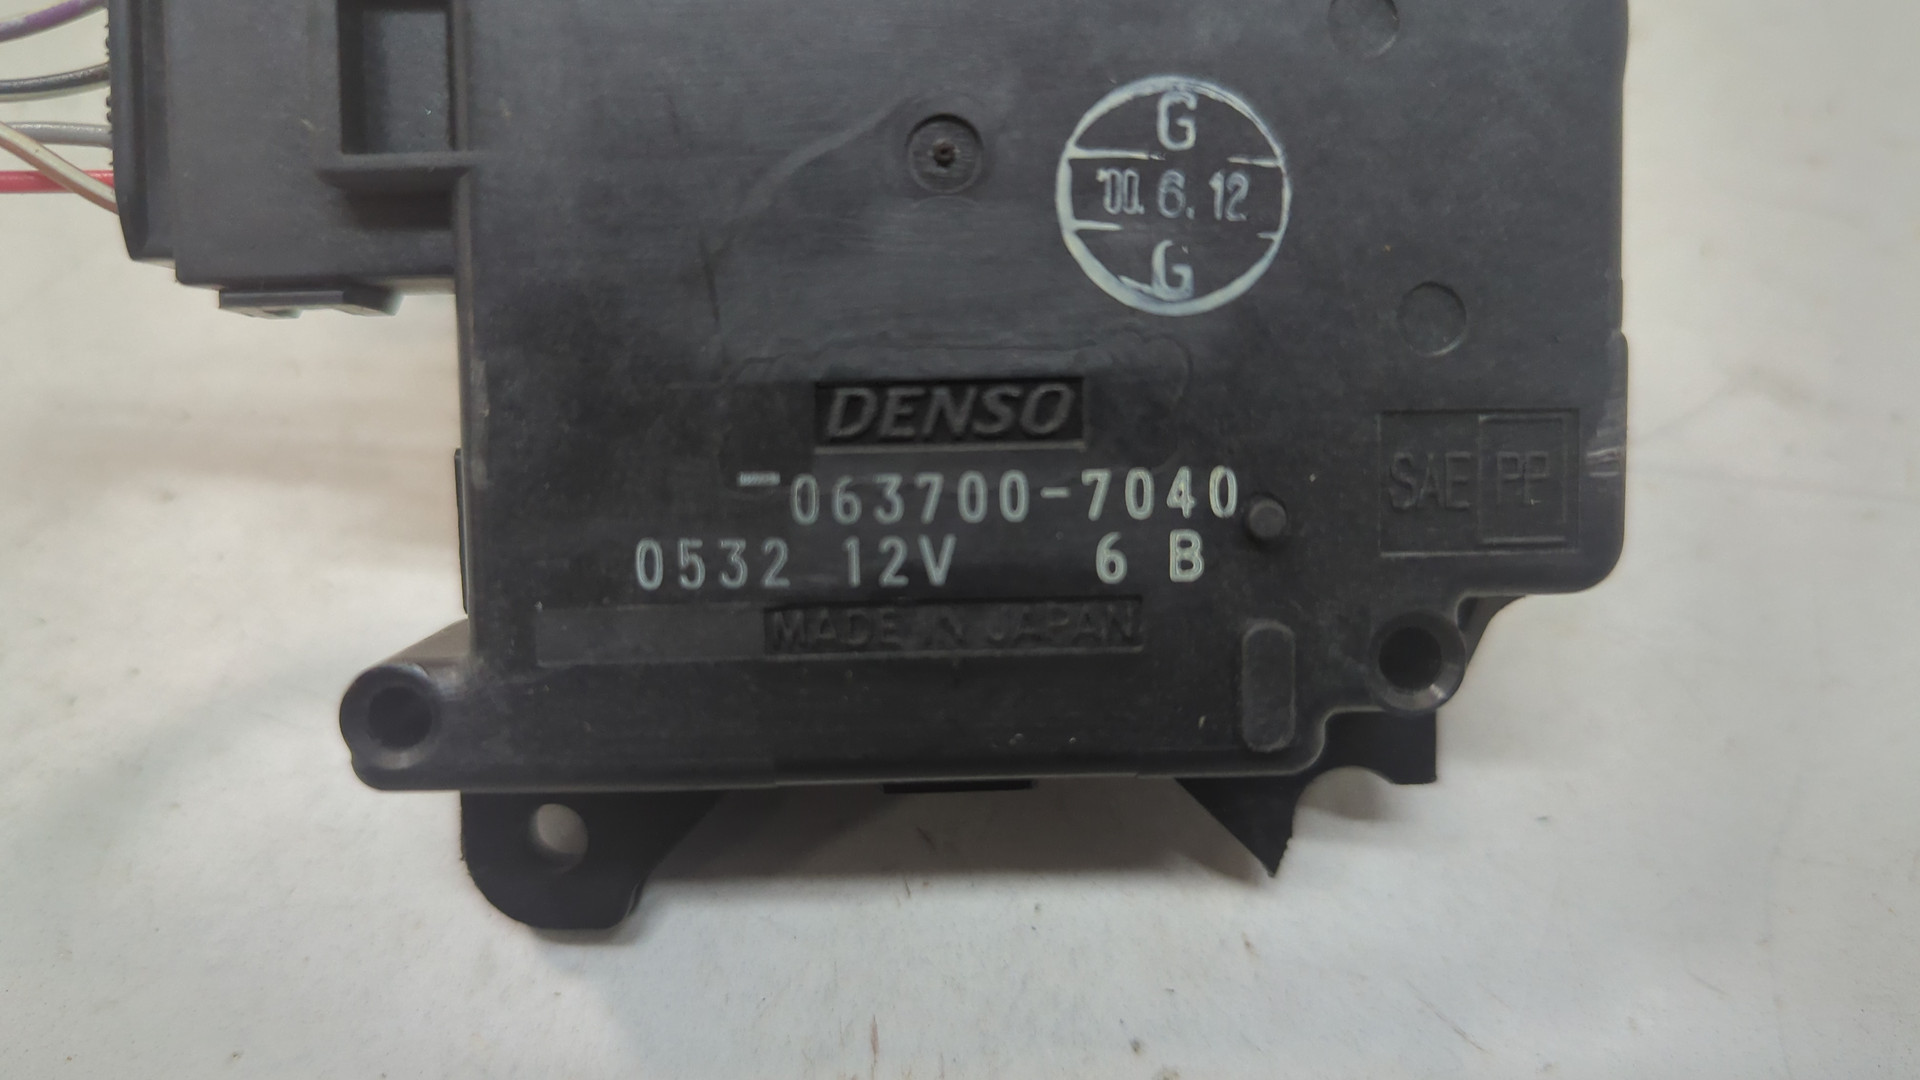 G
'00. 6. 12
G
DENSO
063700-7040
SAE PP
0532 12V 6 B
MADE IN JAPAN